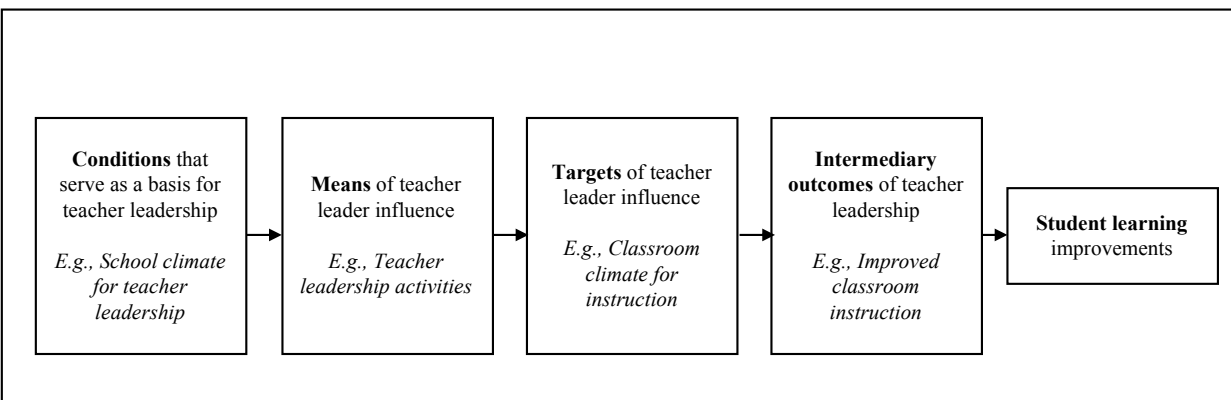 Conditions that
serve as a basis for
teacher leadership
E.g., School climate
for teacher
leadership
Means of teacher
leader influence
E.g., Teacher
leadership activities
Targets of teacher
leader influence
E.g., Classroom
climate for
instruction
Intermediary
outcomes of teacher
leadership
E.g., Improved
classroom
instruction
Student learning
improvements